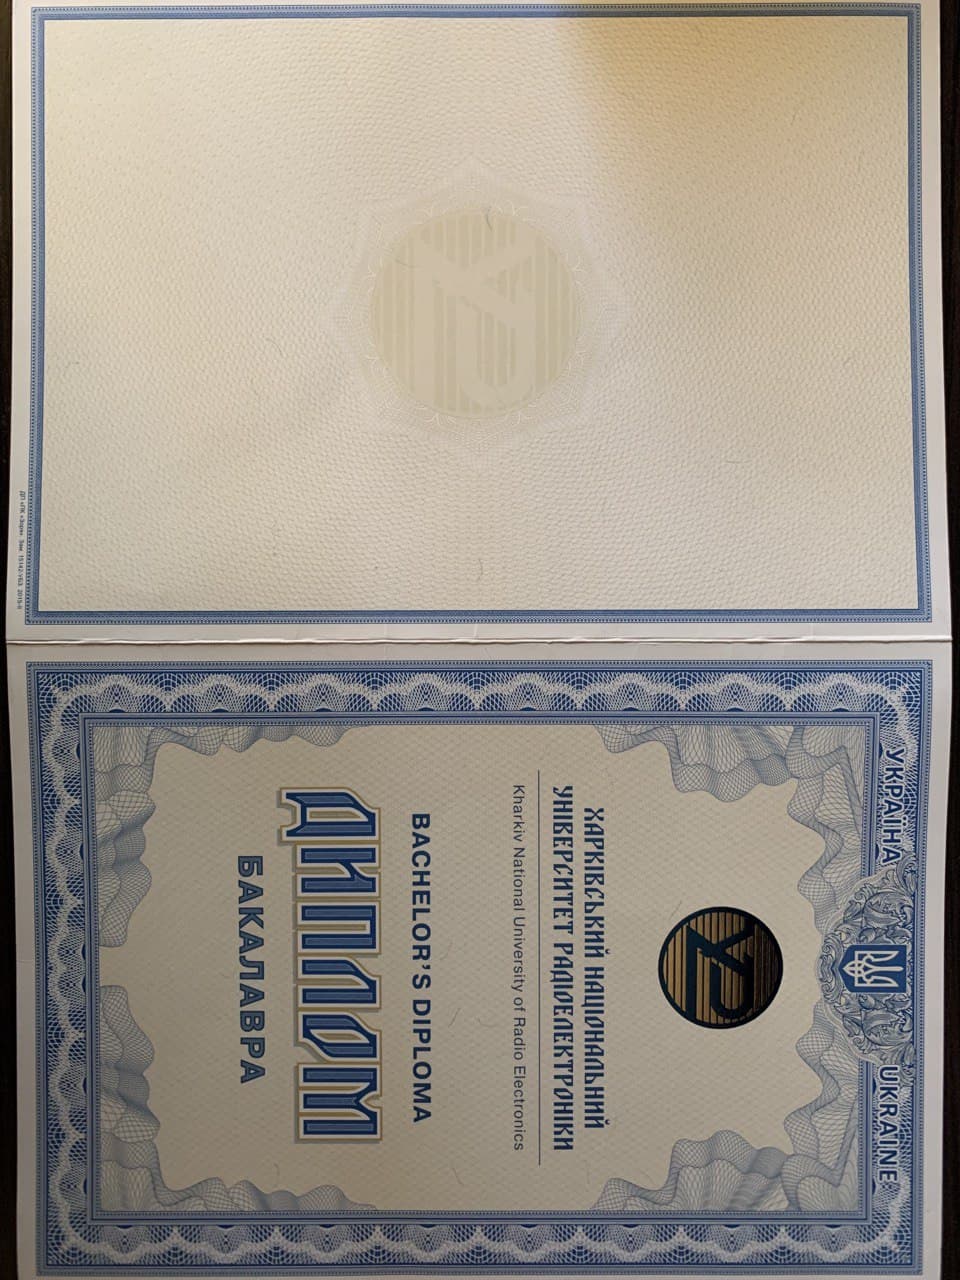 ДП «ПК «Зоря». Зам. 15142-УБЗ. 2015-ІІ
УКРАЇНА
UKRAINE
ХАРКІВСЬКИЙ НАЦІОНАЛЬНИЙ
УНІВЕРСИТЕТ РАДІОЕЛЕКТРОНІКИ
Kharkiv National University of Radio Electronics
BACHELOR'S DIPLOMA
ДИПЛОМ
БАКАЛАВРА